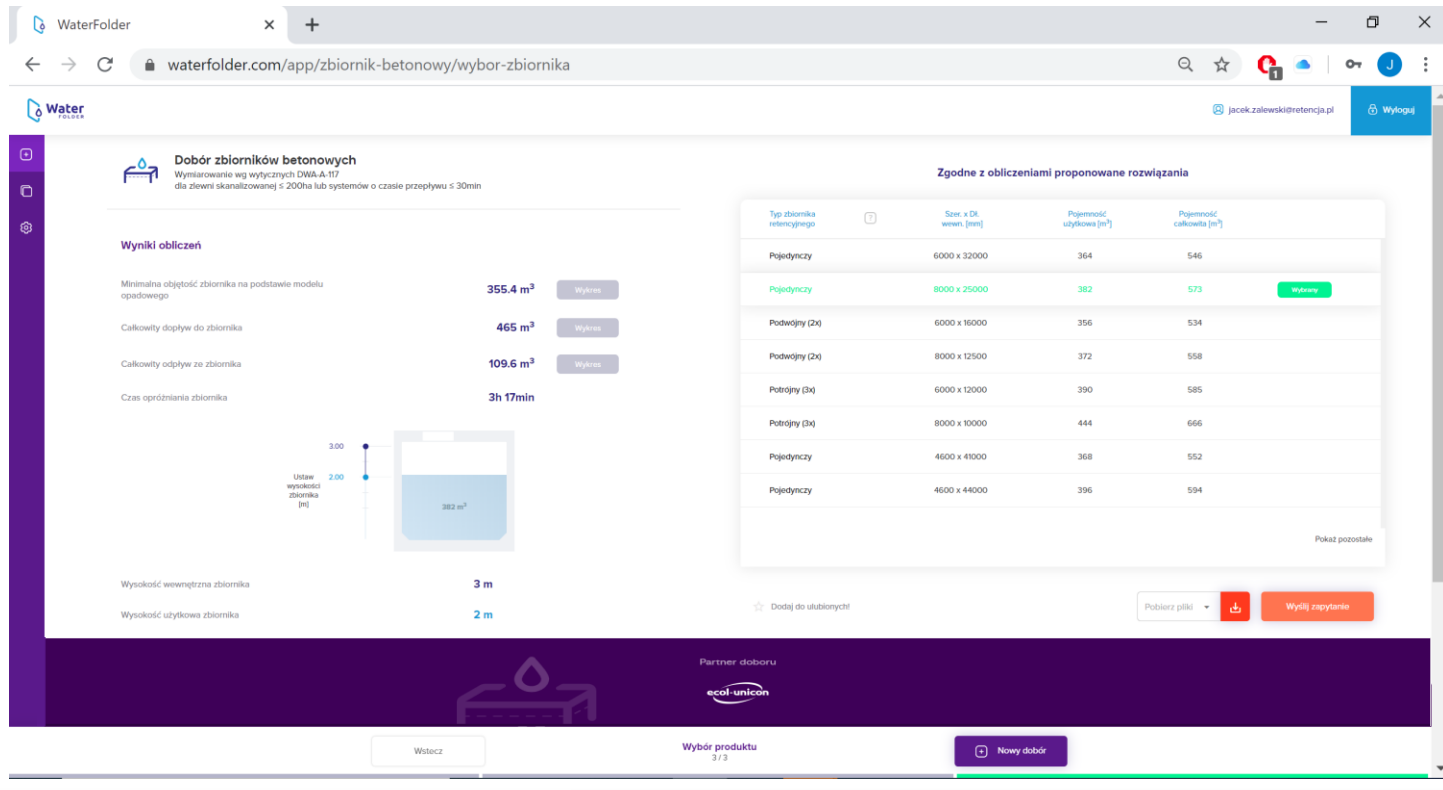 WaterFolder
waterfolder.com/app/zbiornik-betonowy/wybor-zbiornika
1
J
Water
FOLDER
jacek.zalewski@retencja.pl
Wyloguj
Dobór zbiorników betonowych
Wymiarowanie wg wytycznych DWA-A-117
dla zlewni skanalizowanej ≤ 200ha lub systemów o czasie przepływu ≤ 30min
Wyniki obliczeń
Minimalna objętość zbiornika na podstawie modelu
opadowego
355.4 m³ Wykres
Całkowity dopływ do zbiornika 465 m³ Wykres
Całkowity odpływ ze zbiornika 109.6 m³ Wykres
Czas opróżniania zbiornika 3h 17min
3.00
Ustaw
wysokości
zbiornika
[m]
2.00
382 m³
Wysokość wewnętrzna zbiornika 3 m
Wysokość użytkowa zbiornika 2 m
Zgodne z obliczeniami proponowane rozwiązania
Typ zbiornika
retencyjnego
?
Szer. x Dł.
wewn. [mm]
Pojemność
użytkowa [m³]
Pojemność
całkowita [m³]
Pojedynczy 6000 x 32000 364 546
Pojedynczy 8000 x 25000 382 573 Wybrany
Podwójny (2x) 6000 x 16000 356 534
Podwójny (2x) 8000 x 12500 372 558
Potrójny (3x) 6000 x 12000 390 585
Potrójny (3x) 8000 x 10000 444 666
Pojedynczy 4600 x 41000 368 552
Pojedynczy 4600 x 44000 396 594
Pokaż pozostałe
Dodaj do ulubionych!
Pobierz pliki
Wyślij zapytanie
Partner doboru
ecol-unicon
Wstecz
Wybór produktu
3 / 3
Nowy dobór